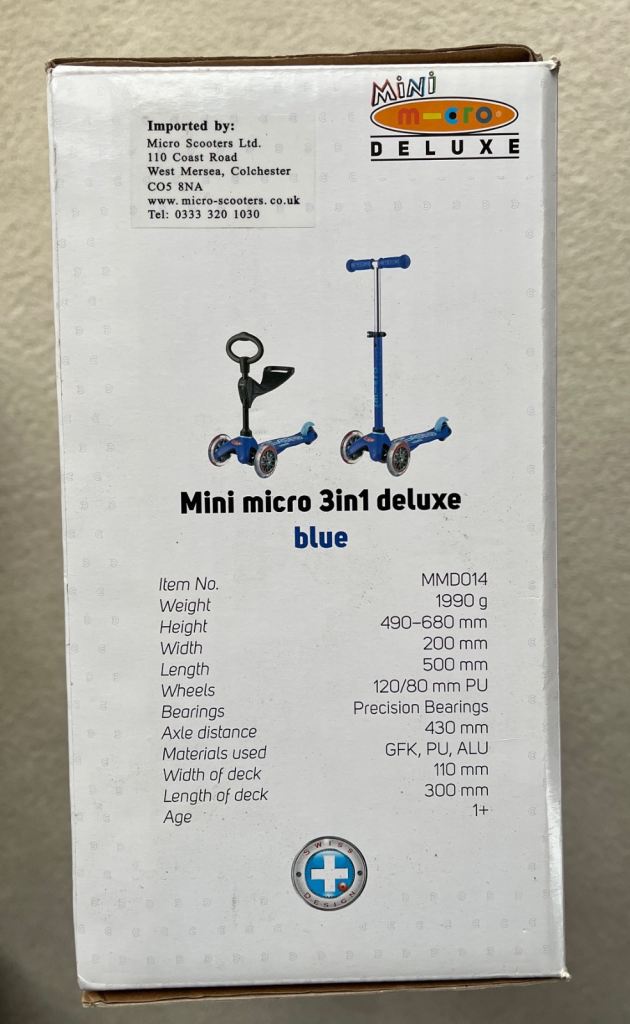 MiNi
micro
DELUXE
Imported by:
Micro Scooters Ltd.
110 Coast Road
West Mersea, Colchester
CO5 8NA
www.micro-scooters.co.uk
Tel: 0333 320 1030
Mini micro 3in1 deluxe
blue
Item No. MMD014
Weight 1990 g
Height 490–680 mm
Width 200 mm
Length 500 mm
Wheels 120/80 mm PU
Bearings Precision Bearings
Axle distance 430 mm
Materials used GFK, PU, ALU
Width of deck 110 mm
Length of deck 300 mm
Age 1+
SWISS
DESIGN